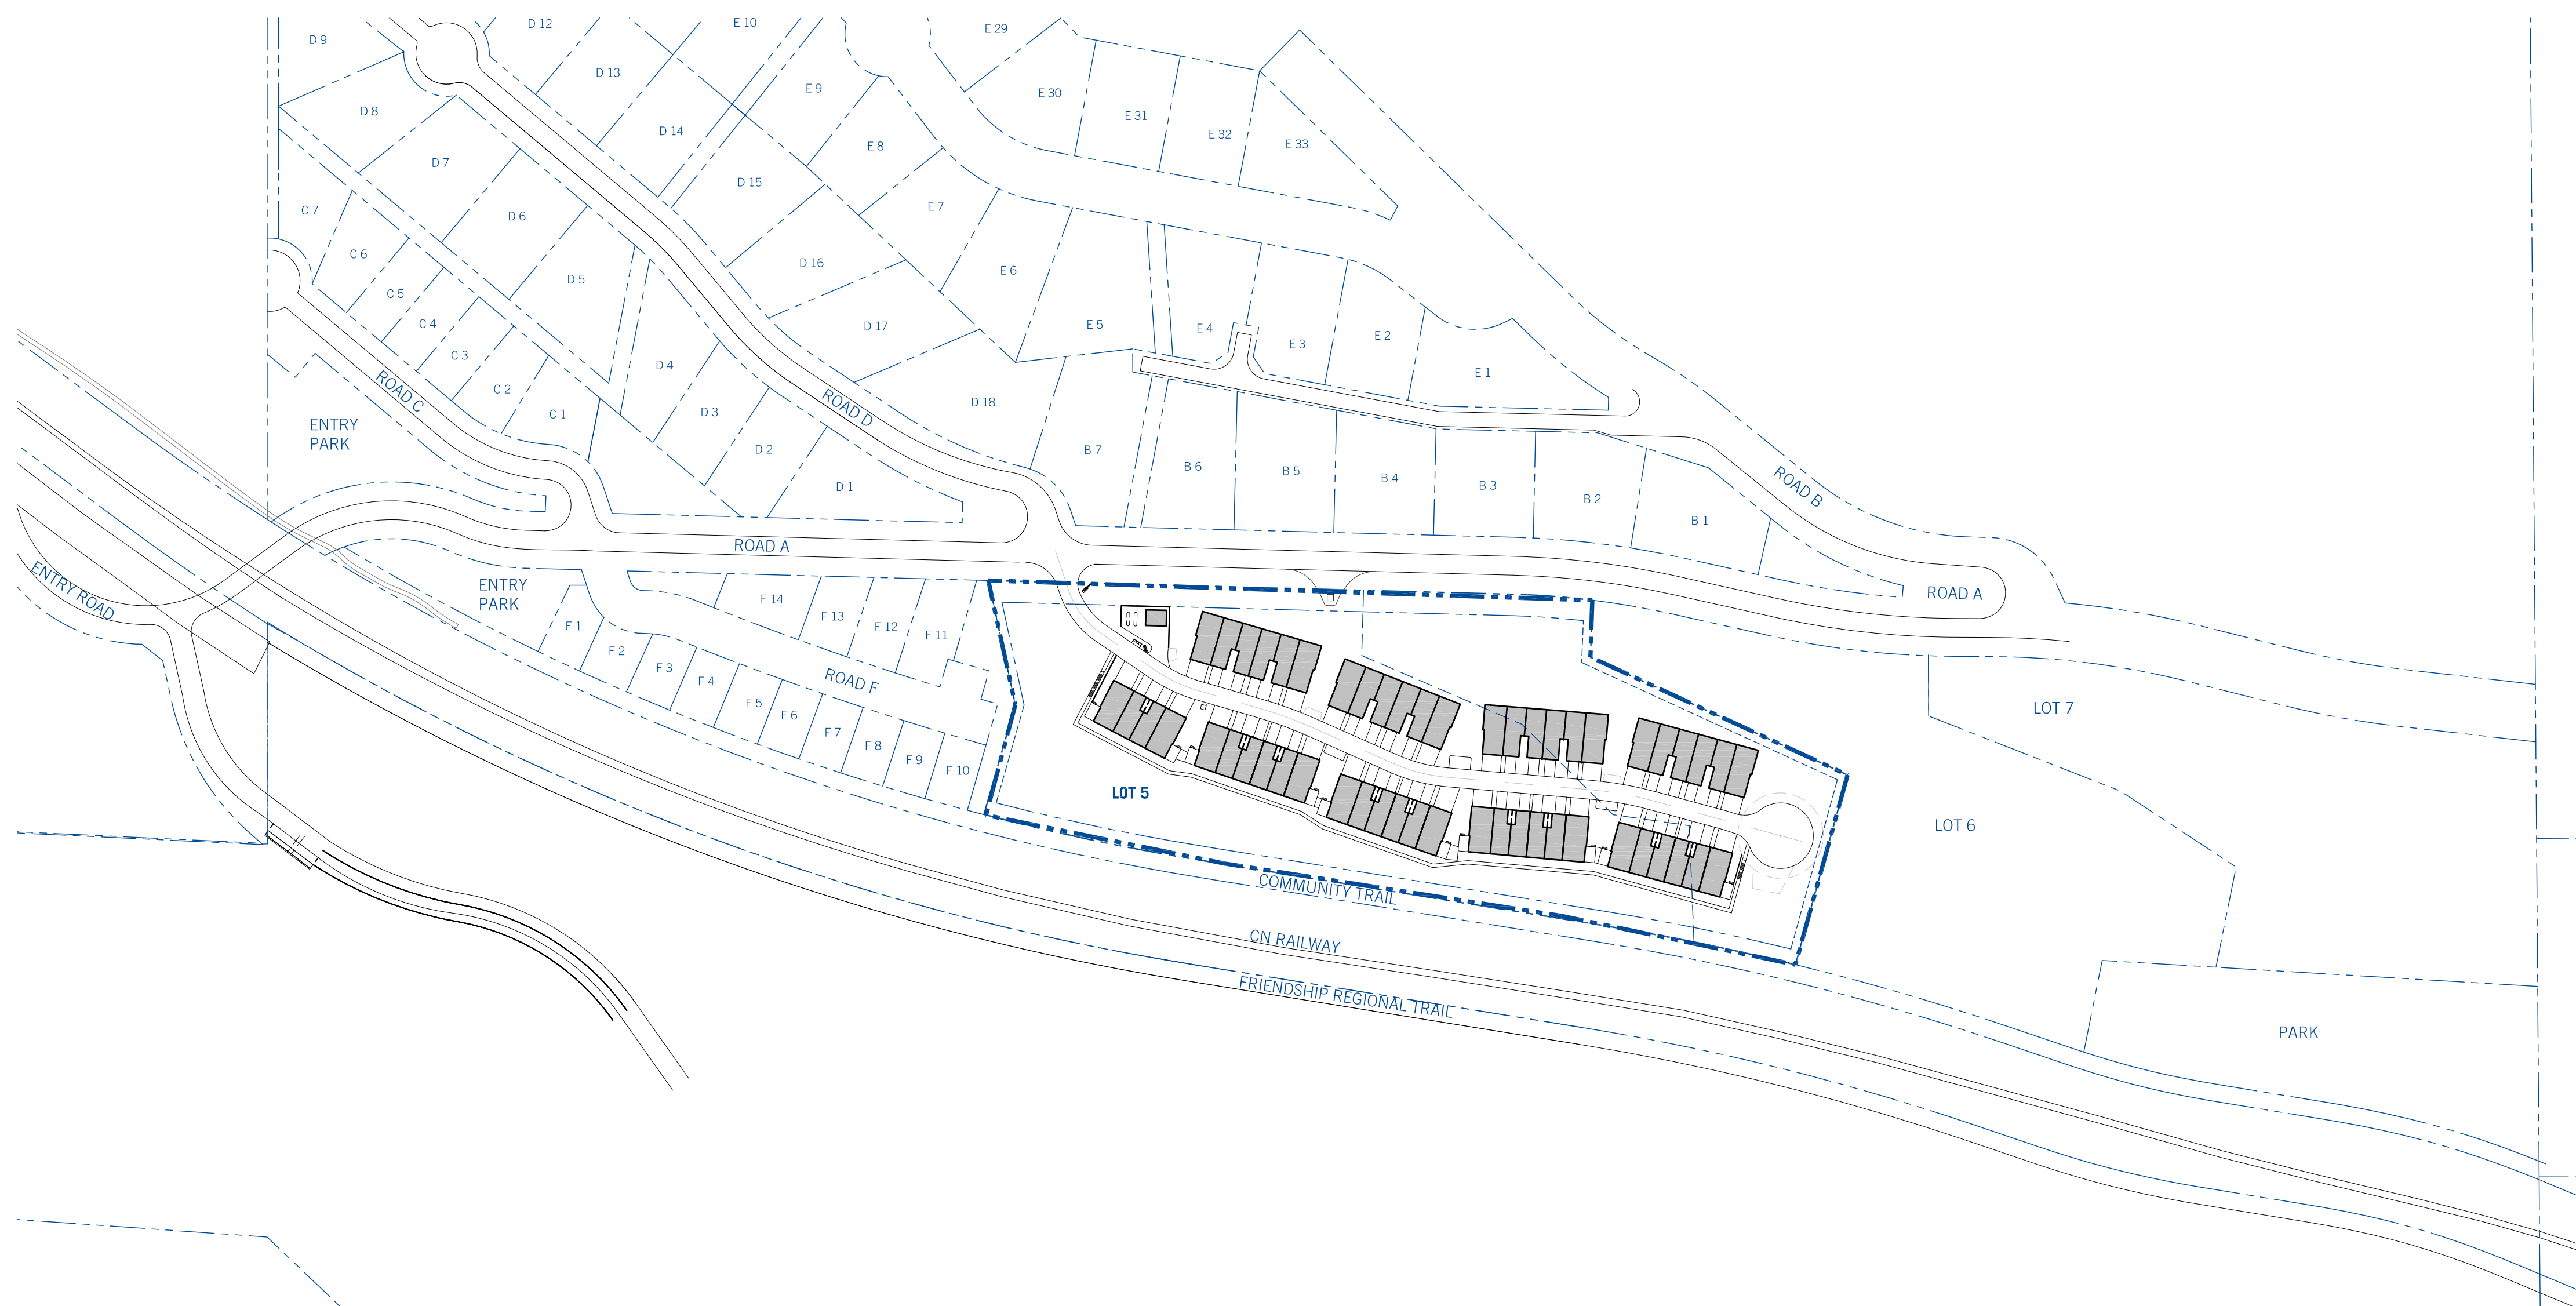 D 9
D 12
E 10
E 29
D 13
E 9
E 30
D 8
D 14
E 8
E 31
E 32
E 33
D 7
D 15
C 7
D 6
E 7
C 6
D 5
D 16
E 6
C 5
C 4
C 3
C 2
C 1
D 4
D 17
E 5
E 4
E 3
E 2
E 1
ROAD C
D 3
ROAD D
D 18
ENTRY
PARK
D 2
D 1
B 7
B 6
B 5
B 4
B 3
B 2
B 1
ROAD B
ROAD A
ENTRY ROAD
ENTRY
PARK
F 14
F 13
F 12
F 11
ROAD A
F 1
F 2
F 3
F 4
F 5
F 6
F 7
F 8
F 9
F 10
ROAD F
LOT 5
LOT 7
LOT 6
COMMUNITY TRAIL
CN RAILWAY
FRIENDSHIP REGIONAL TRAIL
PARK